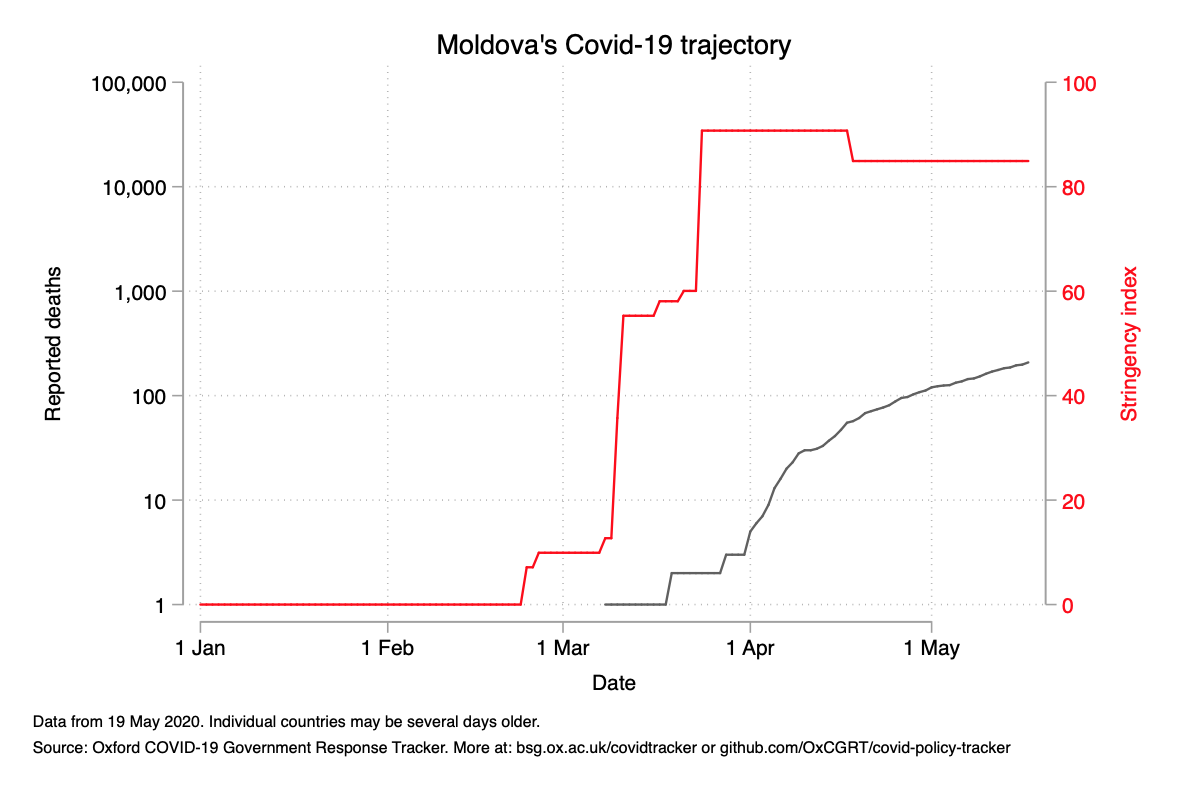 Moldova's Covid-19 trajectory
100,000
10,000
1,000
100
10
1
Reported deaths
100
80
60
40
20
0
Stringency index
1 Jan 1 Feb 1 Mar 1 Apr 1 May
Date
Data from 19 May 2020. Individual countries may be several days older.
Source: Oxford COVID-19 Government Response Tracker. More at: bsg.ox.ac.uk/covidtracker or github.com/OxCGRT/covid-policy-tracker